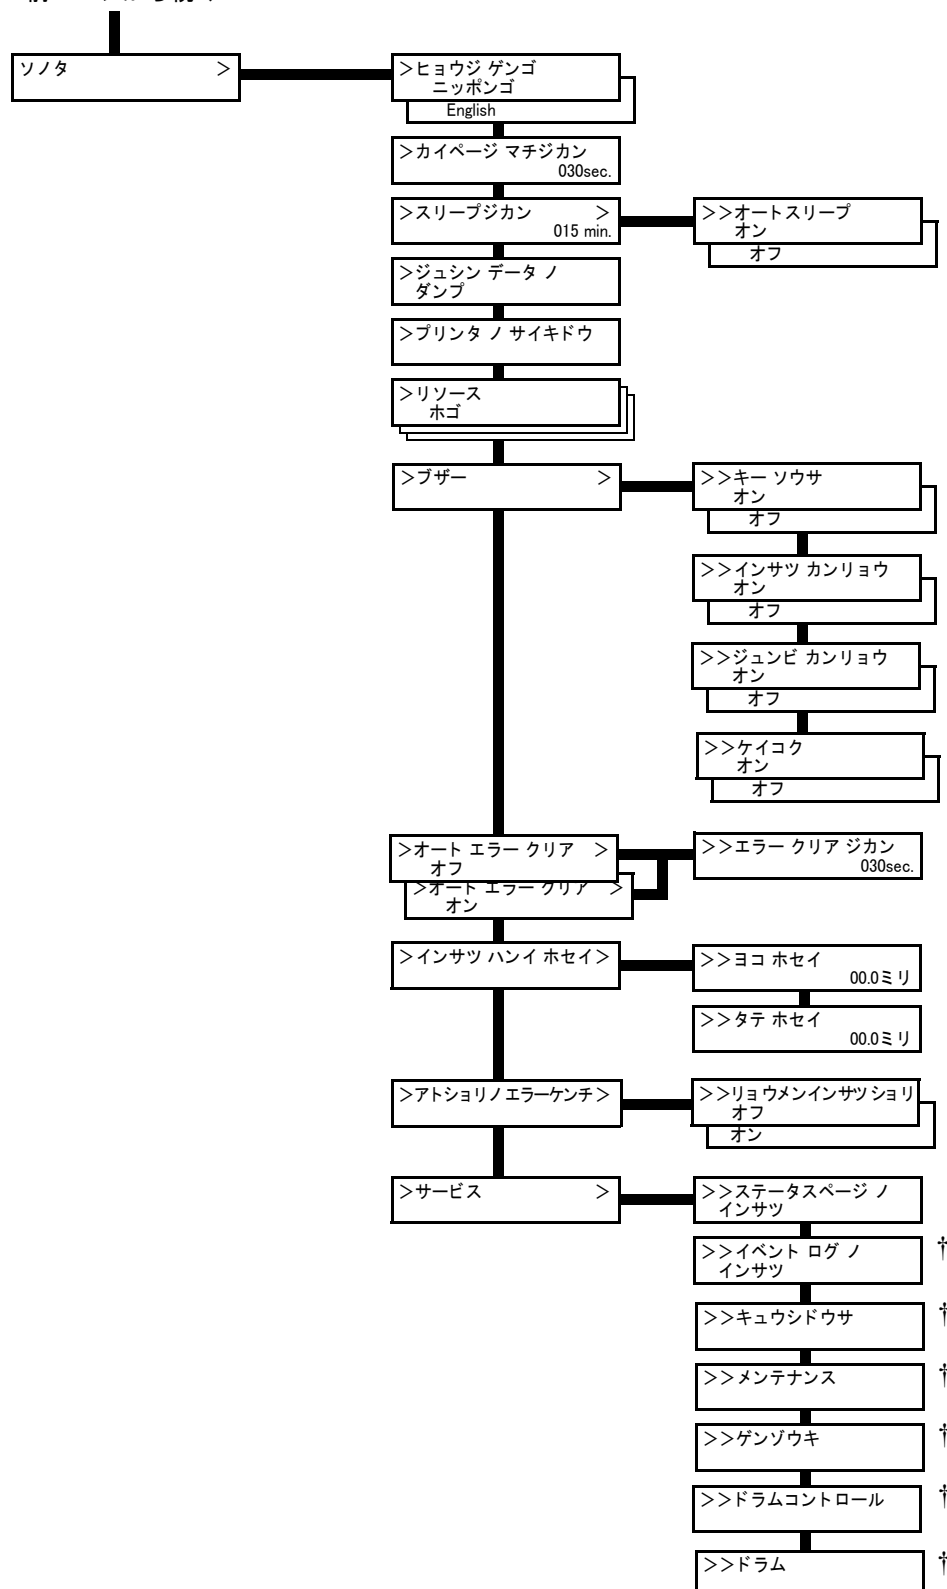 ソノタ >
>ヒョウジ ゲンゴ
ニッポンゴ
English
>カイページ マチジカン
030sec.
>スリープジカン >
015 min.
>>オートスリープ
オン
オフ
>ジュシン データ ノ
ダンプ
>プリンタ ノ サイキドウ
>リソース
ホゴ
>ブザー >
>>キー ソウサ
オン
オフ
>>インサツ カンリョウ
オン
オフ
>>ジュンビ カンリョウ
オン
オフ
>>ケイコク
オン
オフ
>オート エラー クリア >
オフ
>オート エラー クリア >
オン
>>エラー クリア ジカン
030sec.
>インサツ ハンイ ホセイ>
>>ヨコ ホセイ
00.0ミリ
>>タテ ホセイ
00.0ミリ
>アトショリノエラーケンチ>
>>リョウメンインサツショリ
オフ
オン
>サービス >
>>ステータスページ ノ
インサツ
>>イベント ログ ノ
インサツ
†
>>キュウシドウサ
†
>>メンテナンス
†
>>ゲンゾウキ
†
>>ドラムコントロール
†
>>ドラム
†